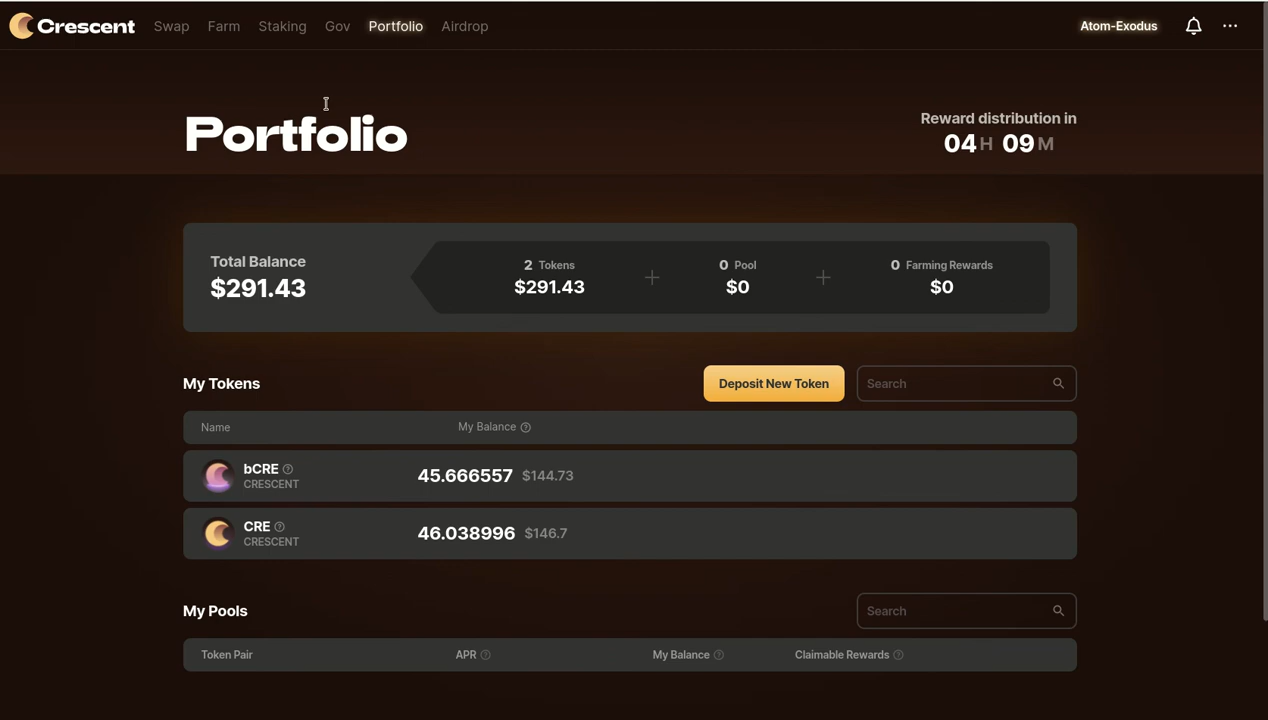 Crescent Swap Farm Staking Gov Portfolio Airdrop Atom-Exodus
Portfolio
Reward distribution in
04 H 09 M
Total Balance
$291.43
2 Tokens
$291.43
0 Pool
$0
0 Farming Rewards
$0
My Tokens
Deposit New Token
Search
Name My Balance
bCRE
CRESCENT
45.666557 $144.73
CRE
CRESCENT
46.038996 $146.7
My Pools
Search
Token Pair APR My Balance Claimable Rewards